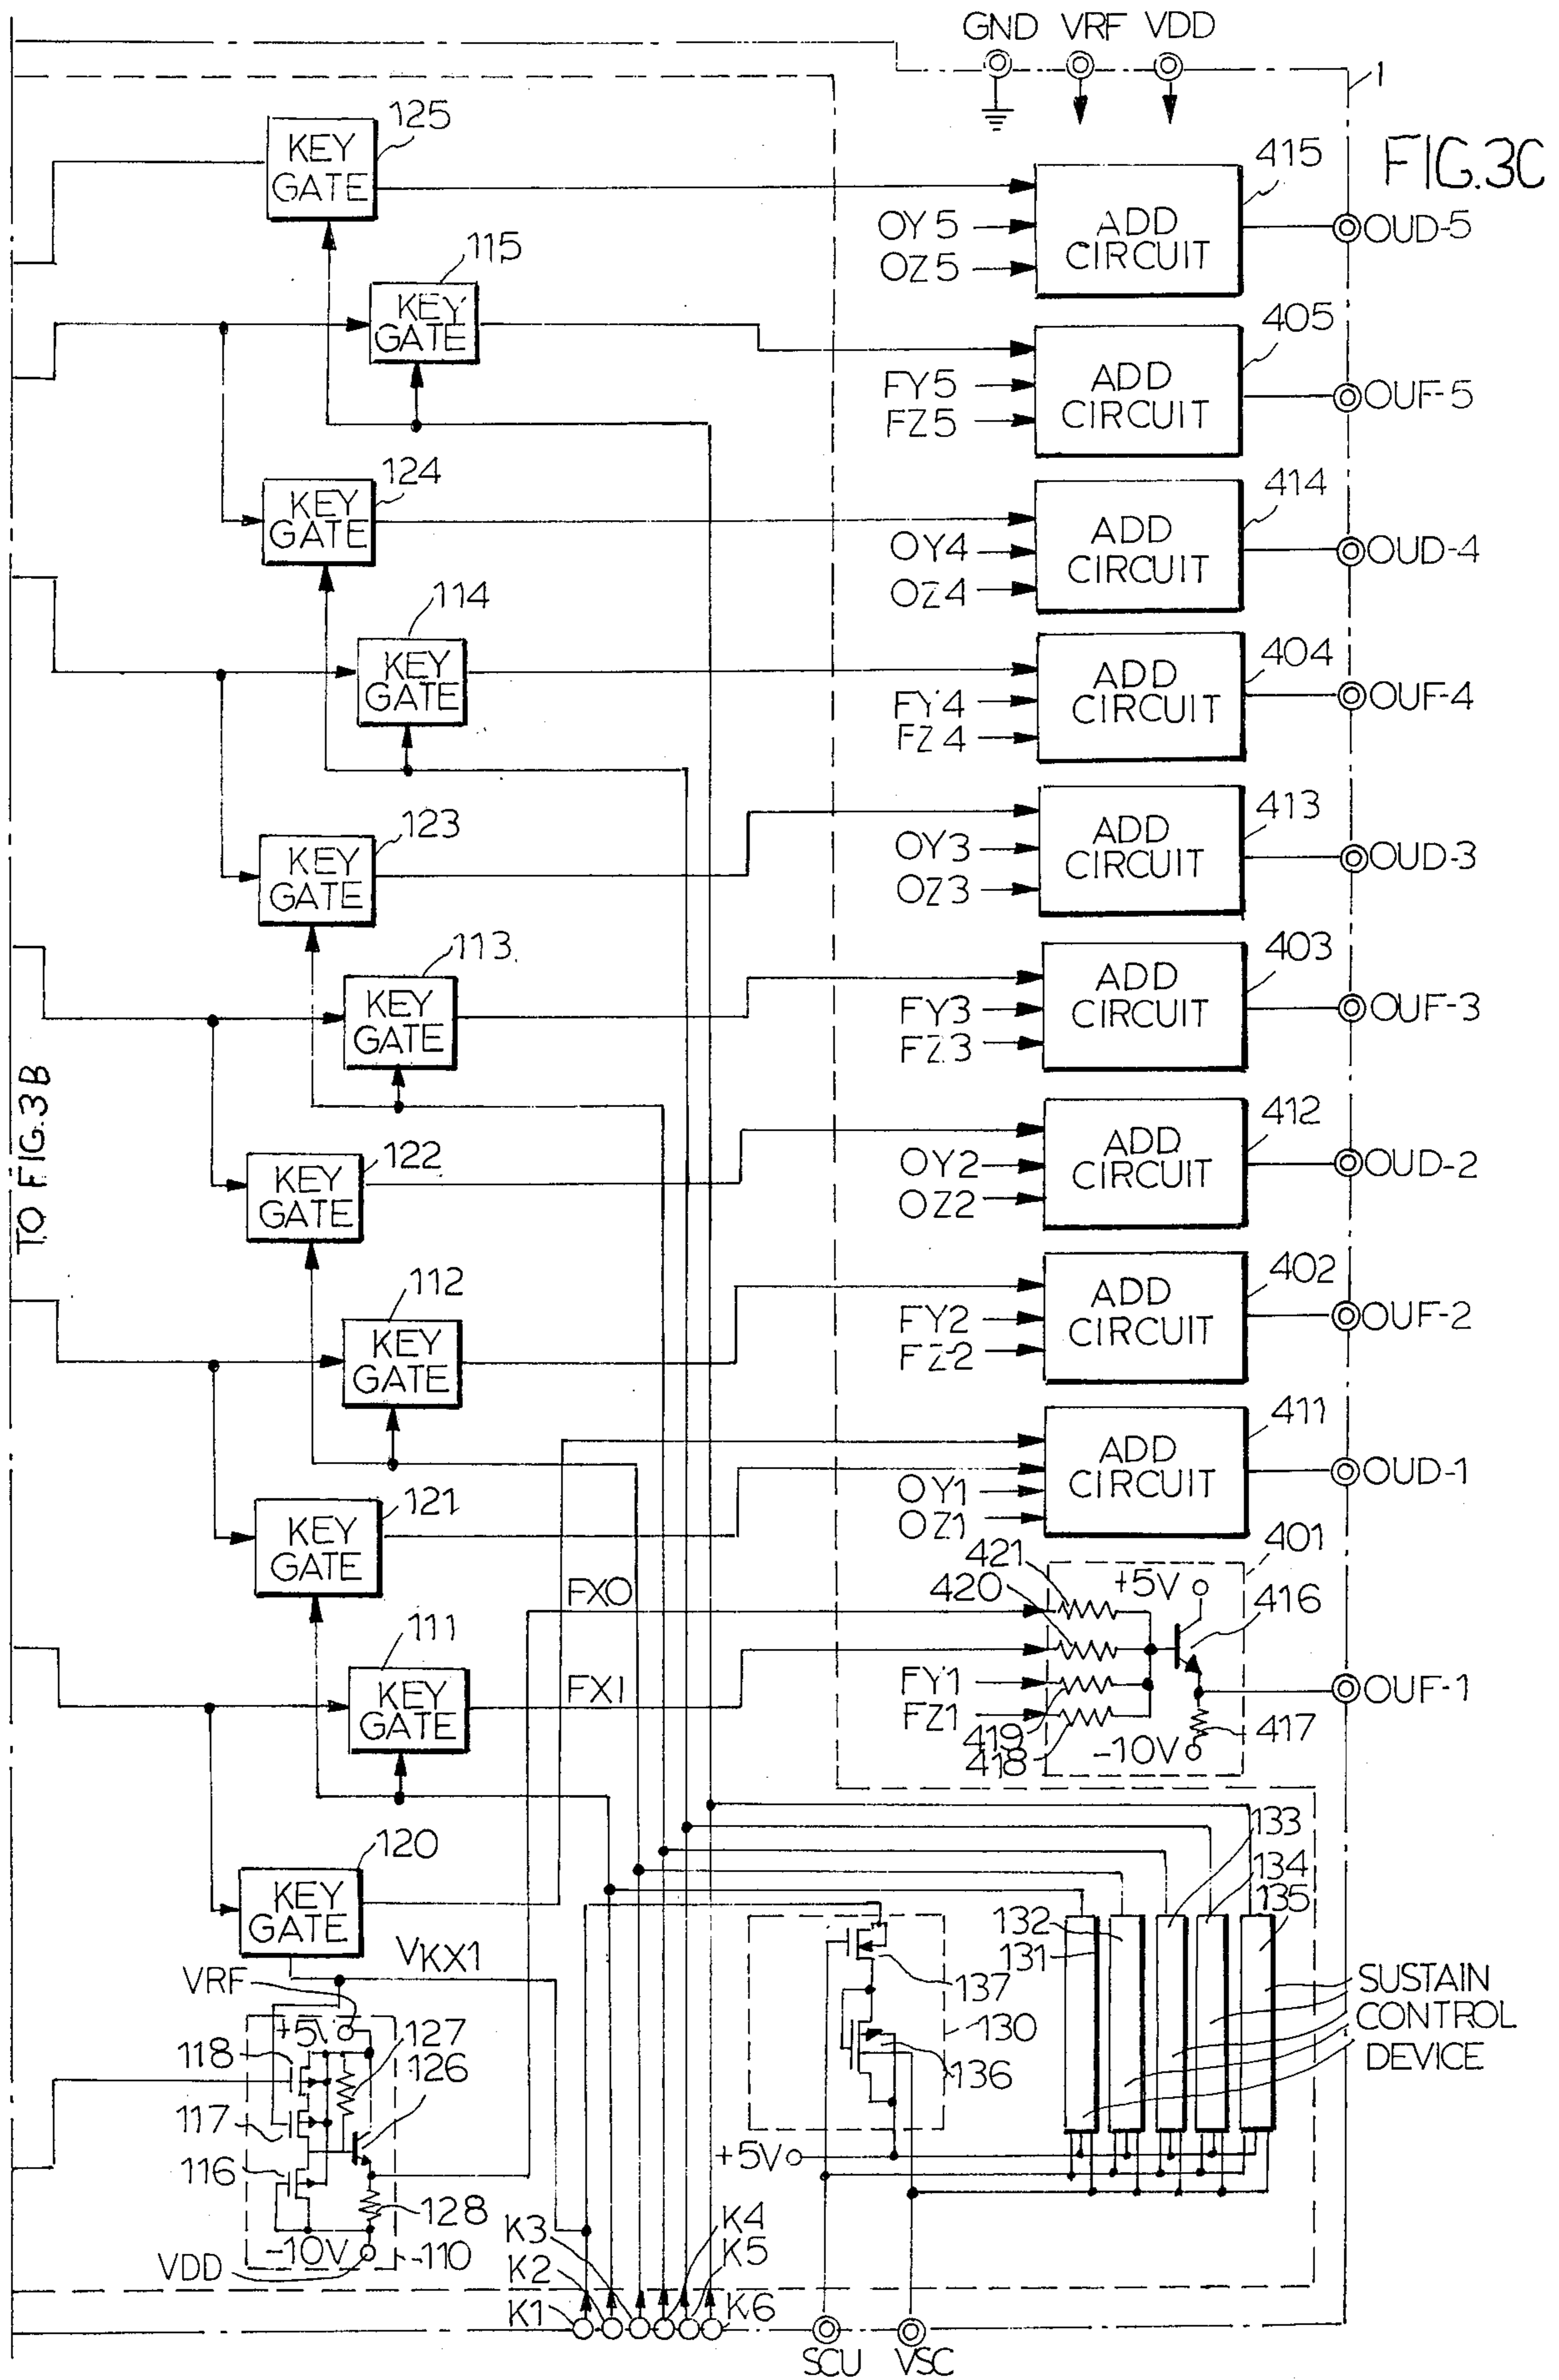 GND VRF VDD
1
FIG.3C
125
KEY
GATE
415
ADD
CIRCUIT
OY5
OZ5
OUD-5
115
KEY
GATE
405
ADD
CIRCUIT
FY5
FZ5
OUF-5
124
KEY
GATE
414
ADD
CIRCUIT
OY4
OZ4
OUD-4
114
KEY
GATE
404
ADD
CIRCUIT
FY4
FZ4
OUF-4
123
KEY
GATE
413
ADD
CIRCUIT
OY3
OZ3
OUD-3
113
KEY
GATE
403
ADD
CIRCUIT
FY3
FZ3
OUF-3
TO FIG.3B
122
KEY
GATE
412
ADD
CIRCUIT
OY2
OZ2
OUD-2
112
KEY
GATE
402
ADD
CIRCUIT
FY2
FZ2
OUF-2
121
KEY
GATE
411
ADD
CIRCUIT
OY1
OZ1
OUD-1
FX0
421
420
401
+5V
416
111
KEY
GATE
FX1
FY1
FZ1
419
418
417
-10V
OUF-1
120
KEY
GATE
VKX1
VRF
+5V
127
126
118
117
116
128
-10V
VDD
110
133
134
135
132
131
137
130
136
+5V
SUSTAIN
CONTROL
DEVICE
K3
K2
K1
K4
K5
K6
SCU VSC